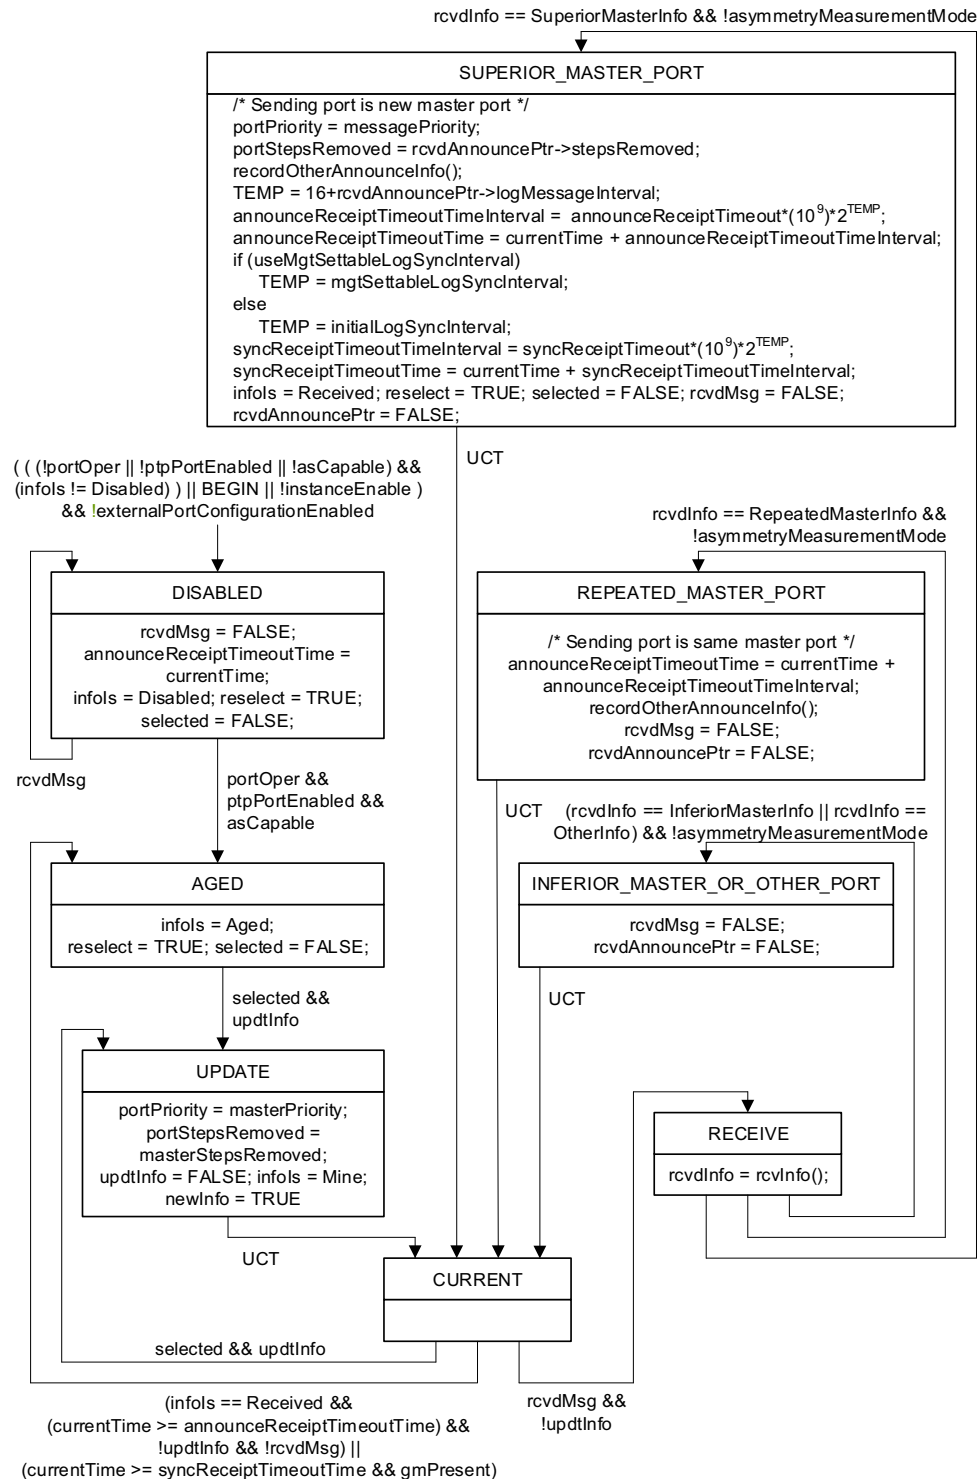 rcvdInfo == SuperiorMasterInfo && !asymmetryMeasurementMode
SUPERIOR_MASTER_PORT
/* Sending port is new master port */
portPriority = messagePriority;
portStepsRemoved = rcvdAnnouncePtr->stepsRemoved;
recordOtherAnnounceInfo();
TEMP = 16+rcvdAnnouncePtr->logMessageInterval;
announceReceiptTimeoutTimeInterval = announceReceiptTimeout*(10^9)*2^TEMP;
announceReceiptTimeoutTime = currentTime + announceReceiptTimeoutTimeInterval;
if (useMgtSettableLogSyncInterval)
TEMP = mgtSettableLogSyncInterval;
else
TEMP = initialLogSyncInterval;
syncReceiptTimeoutTimeInterval = syncReceiptTimeout*(10^9)*2^TEMP;
syncReceiptTimeoutTime = currentTime + syncReceiptTimeoutTimeInterval;
infoIs = Received; reselect = TRUE; selected = FALSE; rcvdMsg = FALSE;
rcvdAnnouncePtr = FALSE;
UCT
( ( (!portOper || !ptpPortEnabled || !asCapable) &&
(infoIs != Disabled) ) || BEGIN || !instanceEnable )
&& !externalPortConfigurationEnabled
DISABLED
rcvdMsg = FALSE;
announceReceiptTimeoutTime =
currentTime;
infoIs = Disabled; reselect = TRUE;
selected = FALSE;
rcvdMsg
portOper &&
ptpPortEnabled &&
asCapable
rcvdInfo == RepeatedMasterInfo &&
!asymmetryMeasurementMode
REPEATED_MASTER_PORT
/* Sending port is same master port */
announceReceiptTimeoutTime = currentTime +
announceReceiptTimeoutTimeInterval;
recordOtherAnnounceInfo();
rcvdMsg = FALSE;
rcvdAnnouncePtr = FALSE;
UCT
(rcvdInfo == InferiorMasterInfo || rcvdInfo ==
OtherInfo) && !asymmetryMeasurementMode
AGED
infoIs = Aged;
reselect = TRUE; selected = FALSE;
INFERIOR_MASTER_OR_OTHER_PORT
rcvdMsg = FALSE;
rcvdAnnouncePtr = FALSE;
selected &&
updtInfo
UCT
UPDATE
portPriority = masterPriority;
portStepsRemoved =
masterStepsRemoved;
updtInfo = FALSE; infoIs = Mine;
newInfo = TRUE
UCT
RECEIVE
rcvdInfo = rcvInfo();
CURRENT
selected && updtInfo
(infoIs == Received &&
(currentTime >= announceReceiptTimeoutTime) &&
!updtInfo && !rcvdMsg) ||
(currentTime >= syncReceiptTimeoutTime && gmPresent)
rcvdMsg &&
!updtInfo